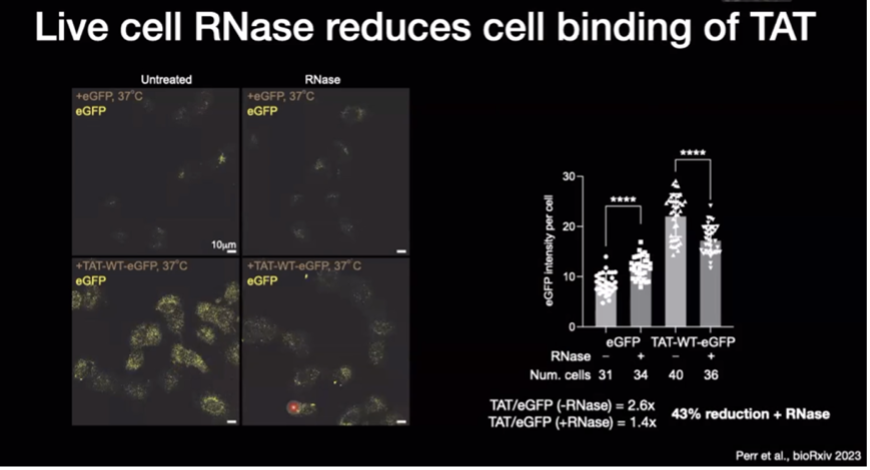 Live cell RNase reduces cell binding of TAT
Untreated
RNase
+eGFP, 37°C
eGFP
10μm
+eGFP, 37°C
eGFP
+TAT-WT-eGFP, 37°C
eGFP
+TAT-WT-eGFP, 37°C
eGFP
eGFP intensity per cell
30
20
10
0
****
****
eGFP TAT-WT-eGFP
RNase − + − +
Num. cells 31 34 40 36
TAT/eGFP (-RNase) = 2.6x
TAT/eGFP (+RNase) = 1.4x
43% reduction + RNase
Perr et al., bioRxiv 2023